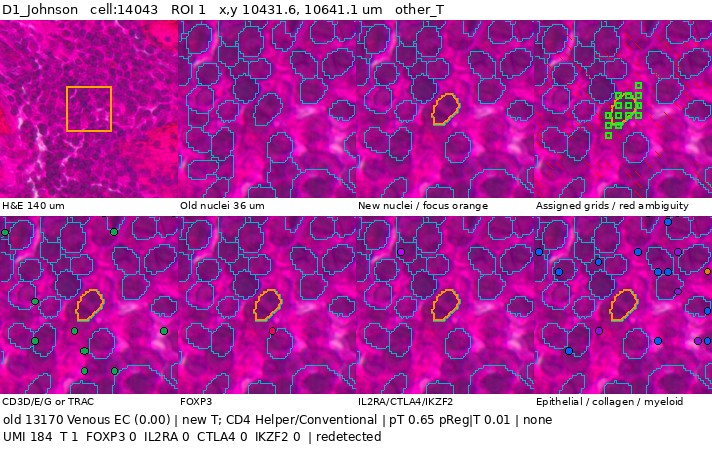 D1_Johnson cell:14043 ROI 1 x,y 10431.6, 10641.1 um other_T
H&E 140 um
Old nuclei 36 um
New nuclei / focus orange
Assigned grids / red ambiguity
CD3D/E/G or TRAC
FOXP3
IL2RA/CTLA4/IKZF2
Epithelial / collagen / myeloid
old 13170 Venous EC (0.00) | new T; CD4 Helper/Conventional | pT 0.65 pReg|T 0.01 | none
UMI 184 T 1 FOXP3 0 IL2RA 0 CTLA4 0 IKZF2 0 | redetected